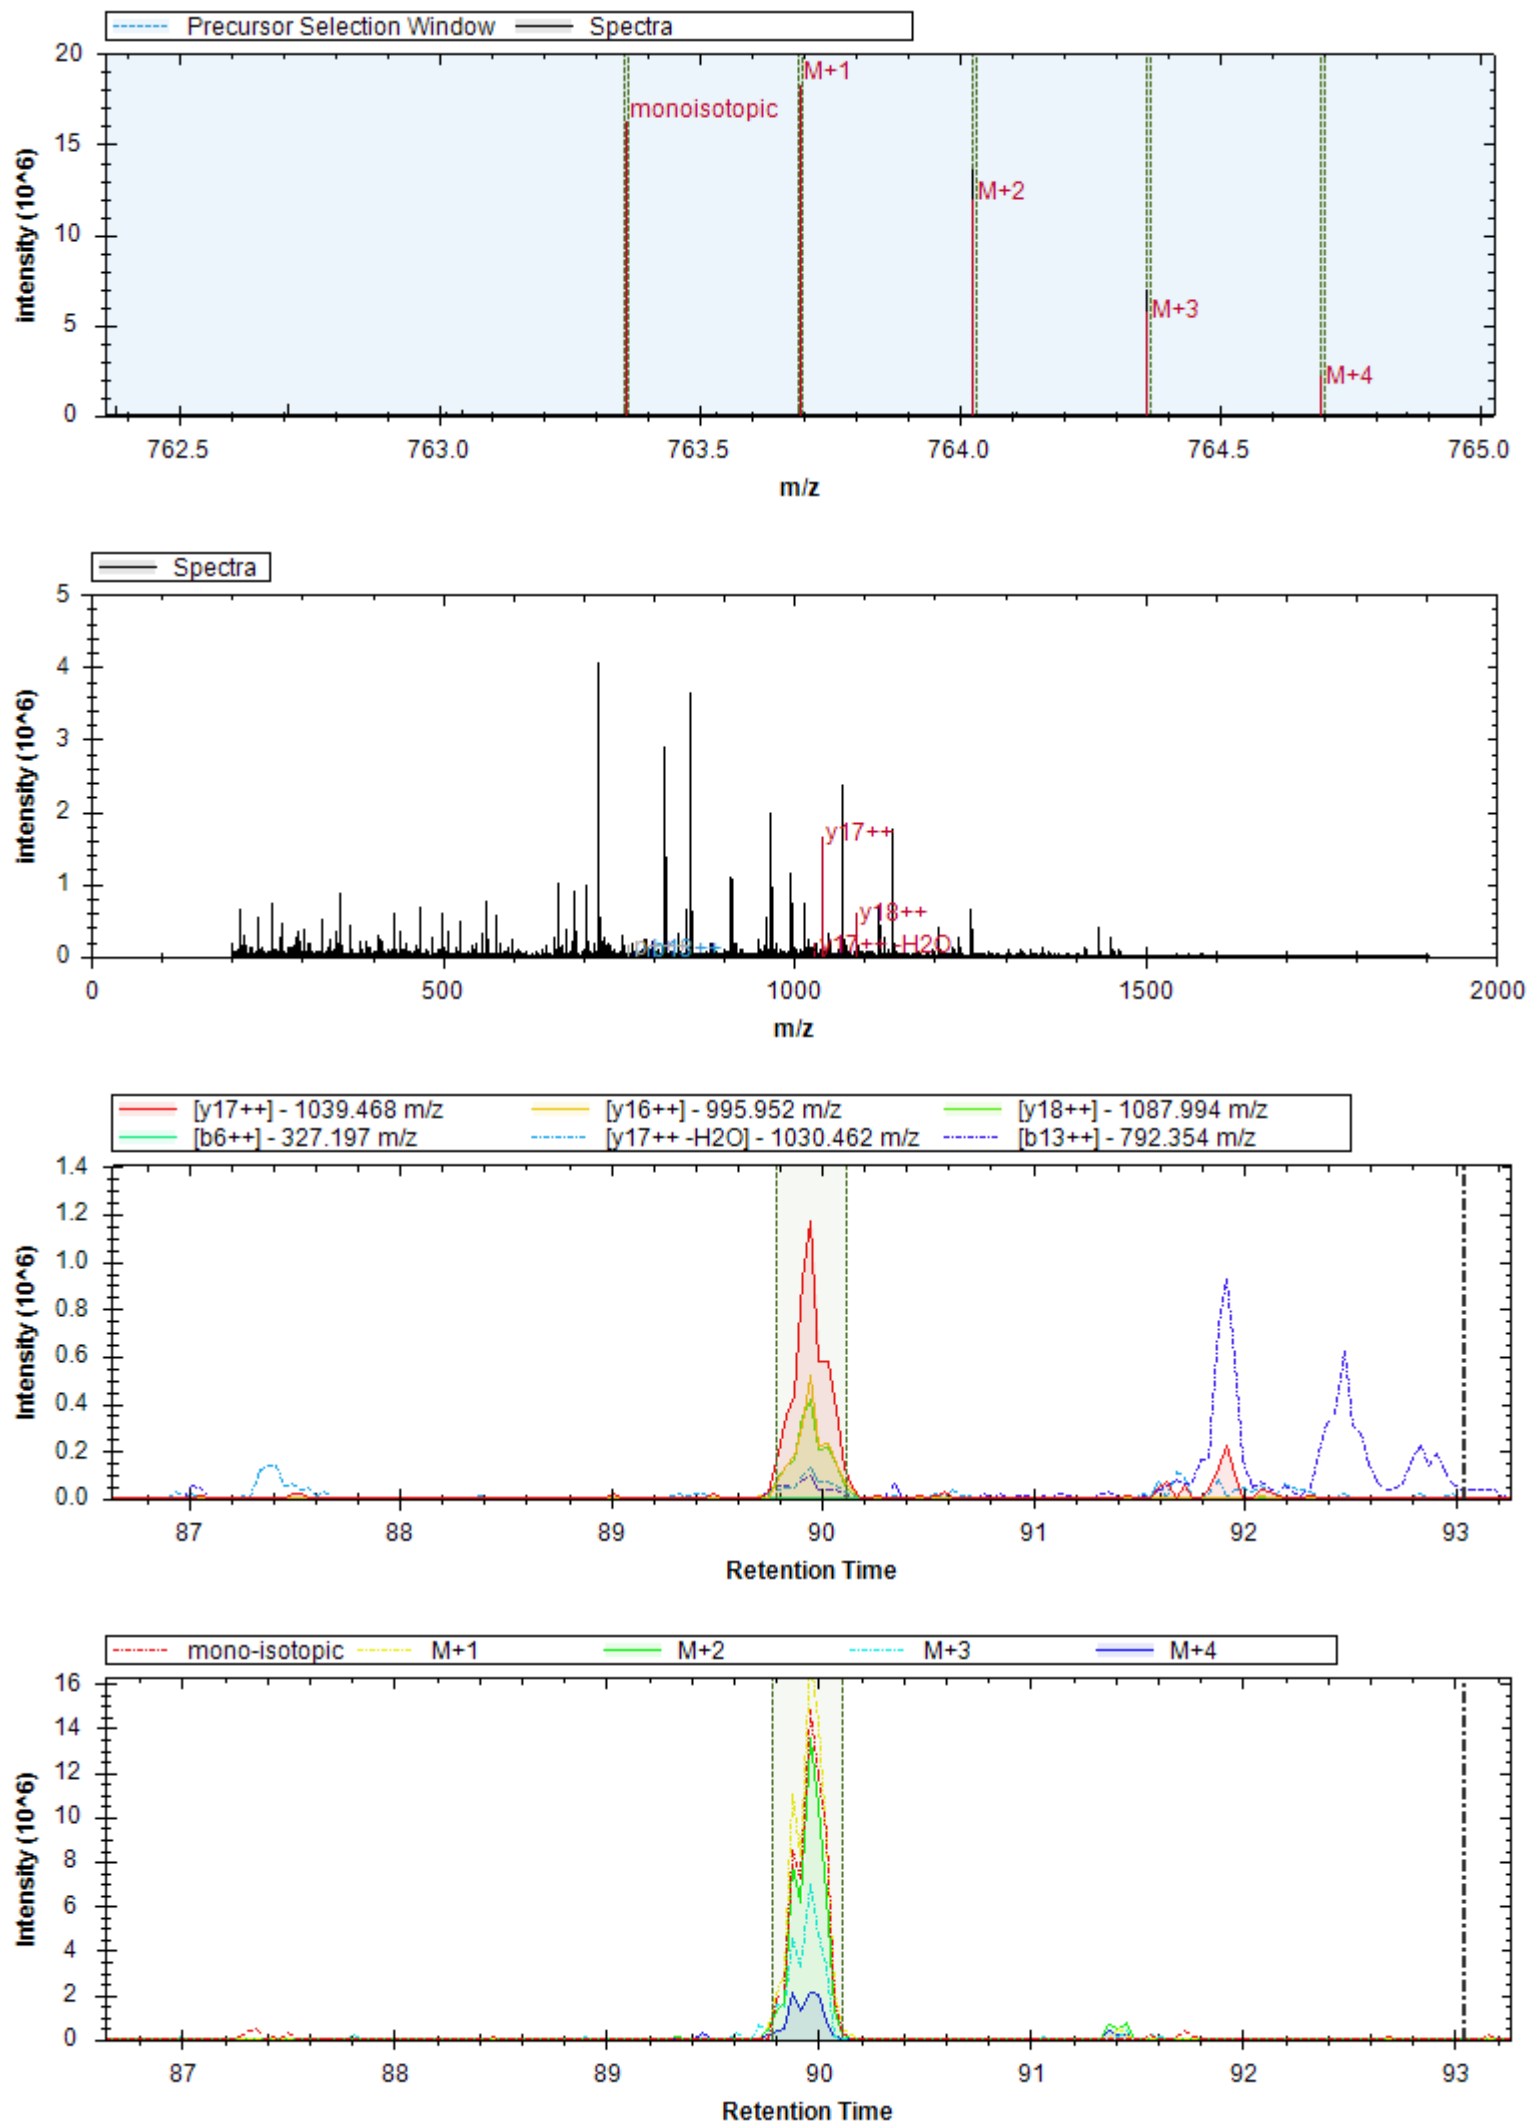 Precursor Selection Window Spectra
20
M+1
monoisotopic
15
M+2
10
M+3
5
M+4
0
762.5 763.0 763.5 764.0 764.5 765.0
m/z
intensity (10^6)
Spectra
5
4
3
2
y17++
1
y18++
y17++ -H2O
0
0 500 1000 1500 2000
m/z
intensity (10^6)
[y17++] - 1039.468 m/z [y16++] - 995.952 m/z [y18++] - 1087.994 m/z
[b6++] - 327.197 m/z [y17++ -H2O] - 1030.462 m/z [b13++] - 792.354 m/z
1.4
1.2
1.0
0.8
0.6
0.4
0.2
0.0
87 88 89 90 91 92 93
Retention Time
Intensity (10^6)
mono-isotopic M+1 M+2 M+3 M+4
16
14
12
10
8
6
4
2
0
87 88 89 90 91 92 93
Retention Time
Intensity (10^6)